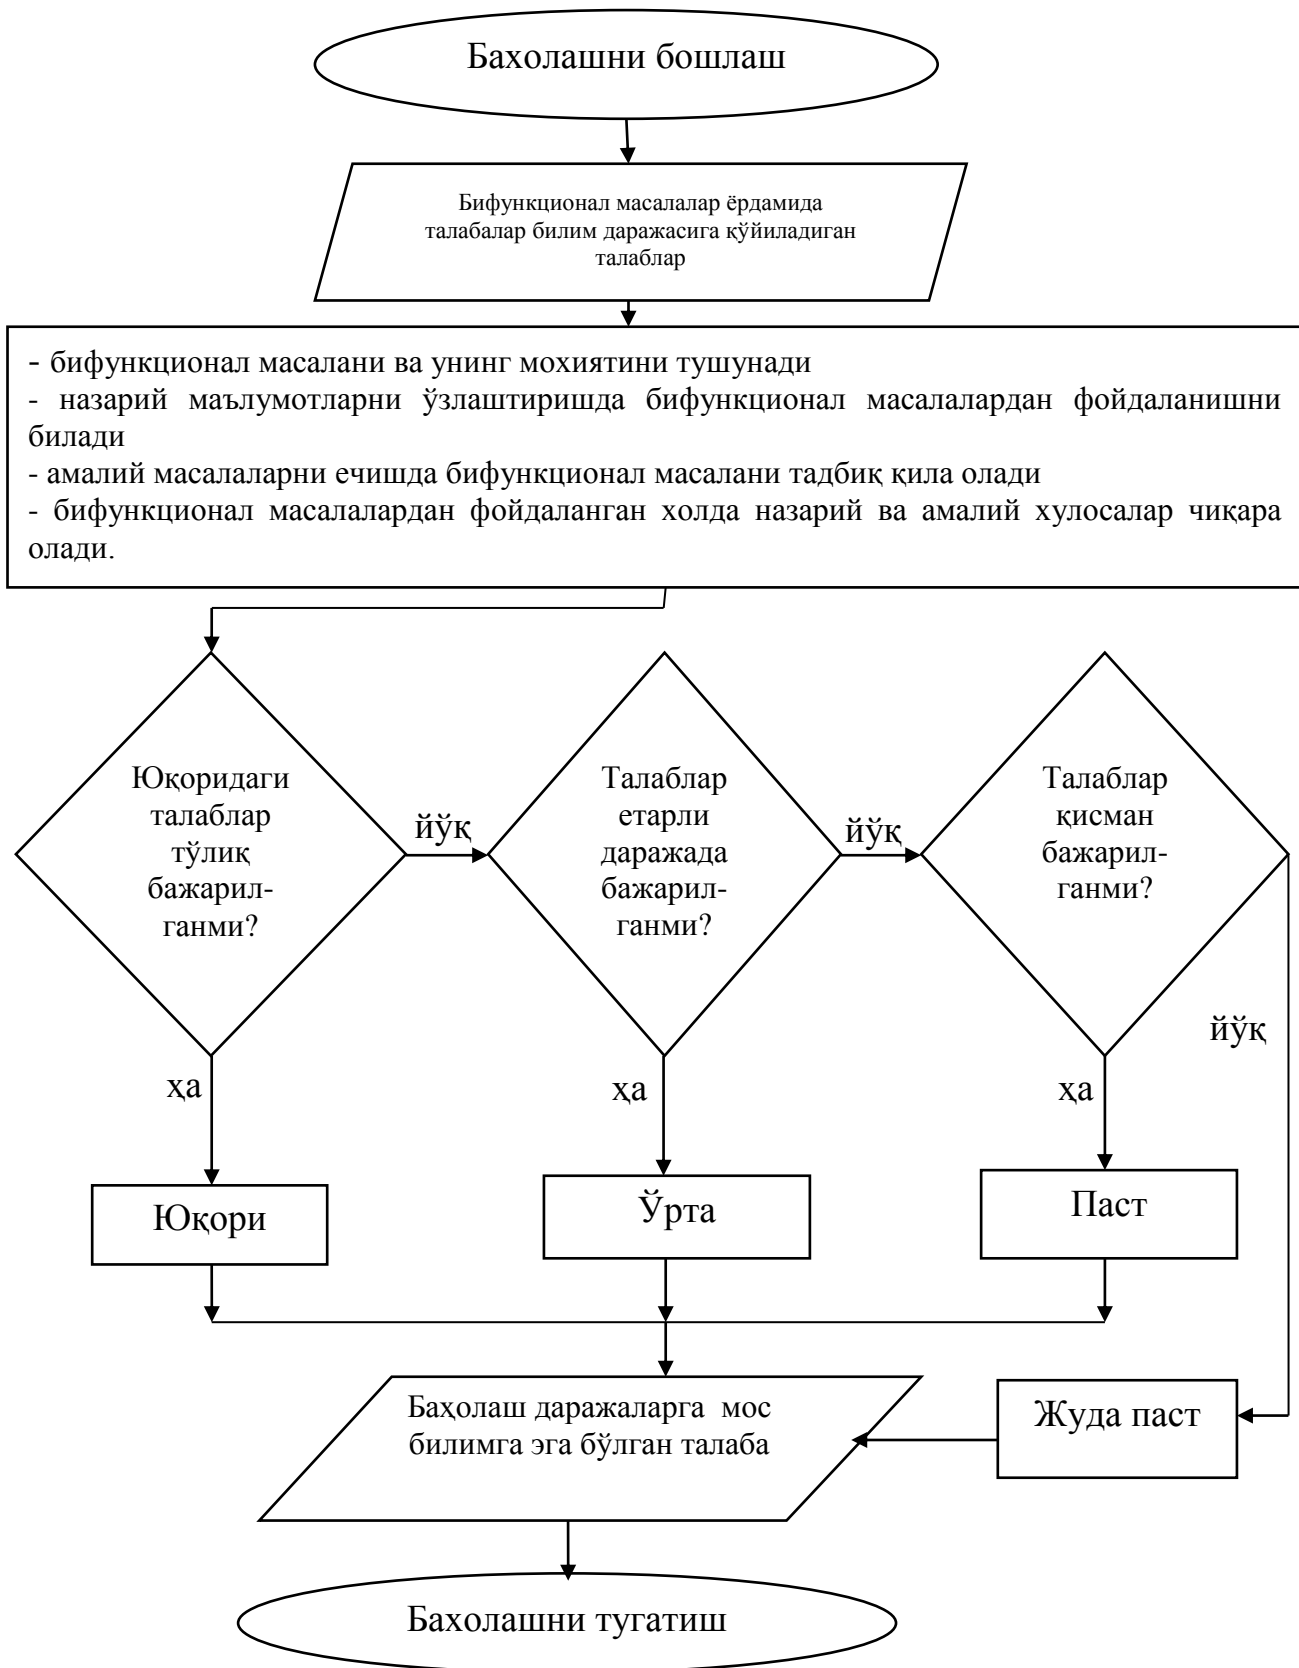 Бахолашни бошлаш
Бифункционал масалалар ёрдамида
талабалар билим даражасига қўйиладиган
талаблар
- бифункционал масалани ва унинг мохиятини тушунади
- назарий маълумотларни ўзлаштиришда бифункционал масалалардан фойдаланишни
билади
- амалий масалаларни ечишда бифункционал масалани тадбиқ қила олади
- бифункционал масалалардан фойдаланган холда назарий ва амалий хулосалар чиқара
олади.
Юқоридаги
талаблар
тўлиқ
бажарил-
ганми?
йўқ
Талаблар
етарли
даражада
бажарил-
ганми?
йўқ
Талаблар
қисман
бажарил-
ганми?
йўқ
ҳа
ҳа
ҳа
Юқори
Ўрта
Паст
Баҳолаш даражаларга  мос
билимга эга бўлган талаба
Жуда паст
Бахолашни тугатиш